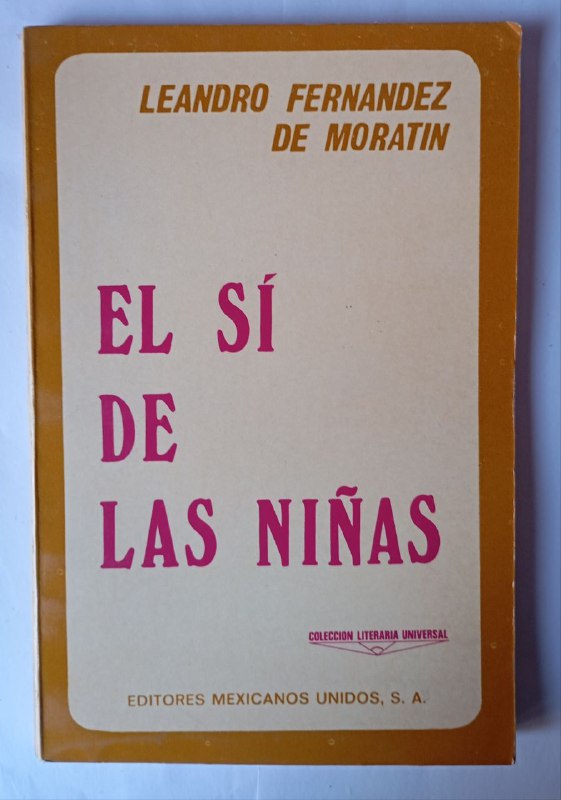 LEANDRO FERNANDEZ
DE MORATIN
EL SÍ
DE
LAS NIÑAS
COLECCION LITERARIA UNIVERSAL
EDITORES MEXICANOS UNIDOS, S. A.